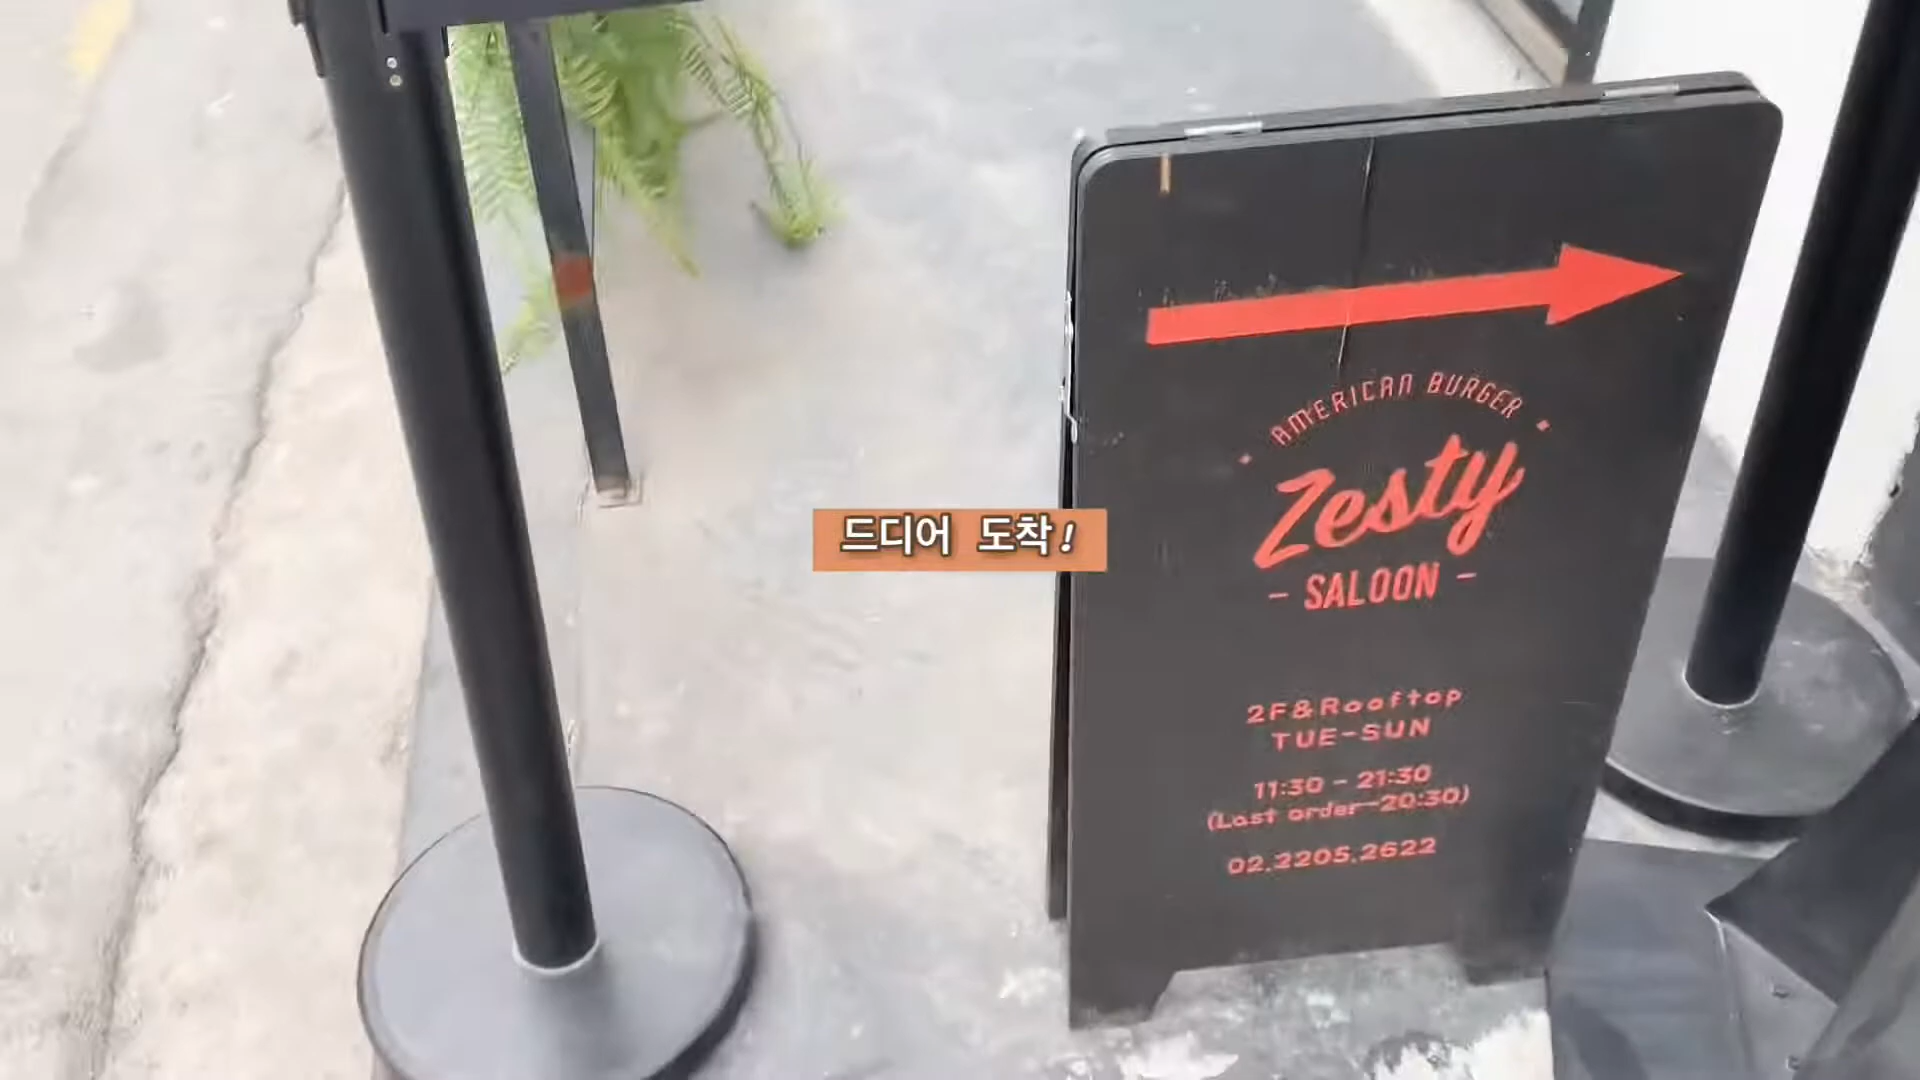 드디어 도착!
AMERICAN BURGER
Zesty
- SALOON -
2F&Rooftop
TUE-SUN
11:30 - 21:30
(Last order-20:30)
02.2205.2622